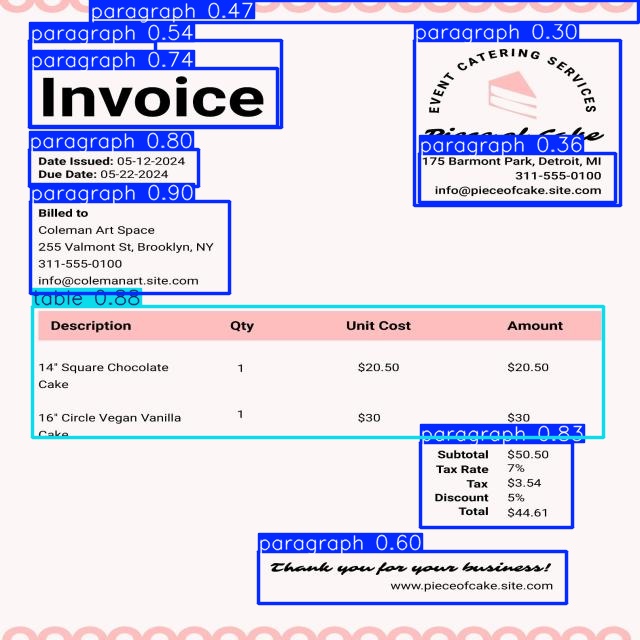 paragraph 0.47
paragraph 0.54
paragraph 0.74
Invoice
paragraph 0.30
EVENT CATERING SERVICES
Piece of Cake
paragraph 0.36
175 Barmont Park, Detroit, MI
311-555-0100
info@pieceofcake.site.com
paragraph 0.80
Date Issued: 05-12-2024
Due Date: 05-22-2024
paragraph 0.90
Billed to
Coleman Art Space
255 Valmont St, Brooklyn, NY
311-555-0100
info@colemanart.site.com
table 0.88
Description Qty Unit Cost Amount
14" Square Chocolate 1 $20.50 $20.50
Cake
16" Circle Vegan Vanilla 1 $30 $30
Cake
paragraph 0.83
Subtotal $50.50
Tax Rate 7%
Tax $3.54
Discount 5%
Total $44.61
paragraph 0.60
Thank you for your business!
www.pieceofcake.site.com